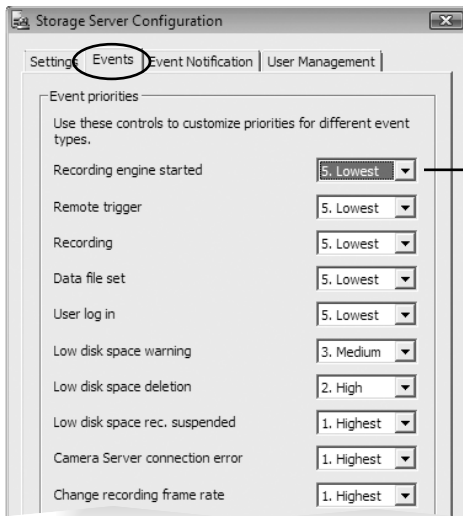 Storage Server Configuration
Settings Events Event Notification User Management
Event priorities
Use these controls to customize priorities for different event
types.
Recording engine started 5. Lowest
Remote trigger 5. Lowest
Recording 5. Lowest
Data file set 5. Lowest
User log in 5. Lowest
Low disk space warning 3. Medium
Low disk space deletion 2. High
Low disk space rec. suspended 1. Highest
Camera Server connection error 1. Highest
Change recording frame rate 1. Highest